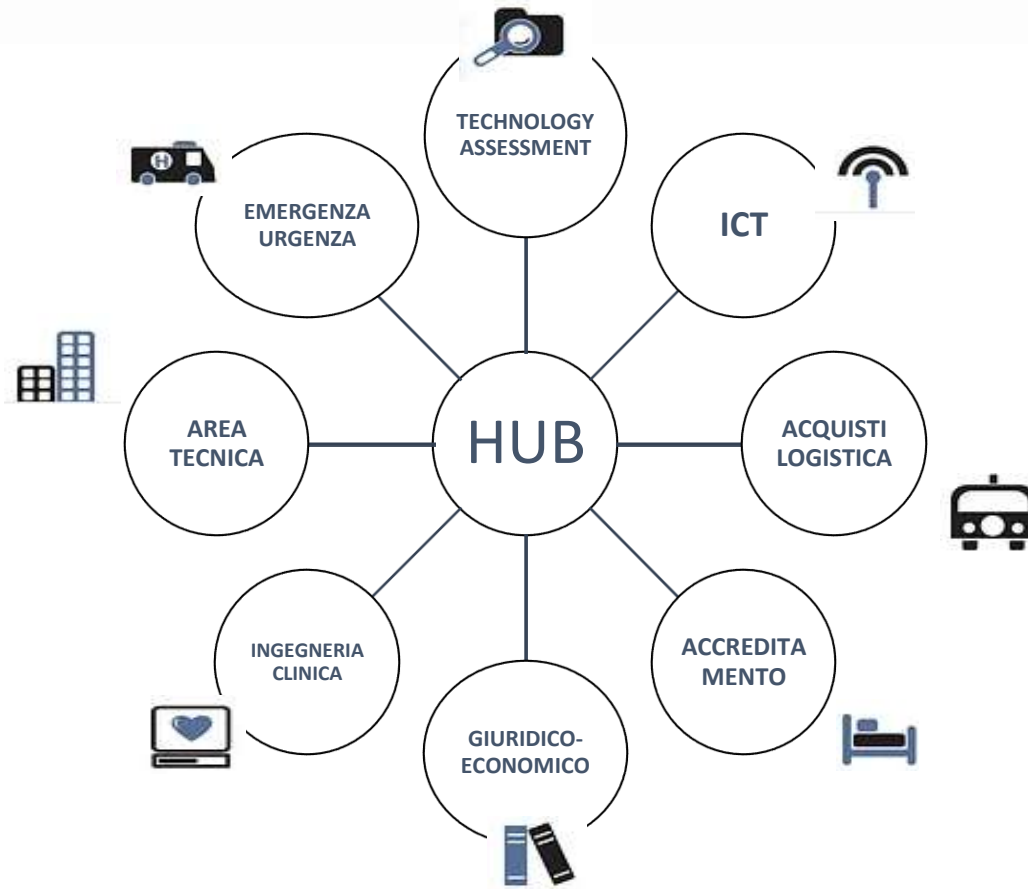 TECHNOLOGY
ASSESSMENT
H
EMERGENZA
URGENZA
ICT
AREA
TECNICA
HUB
ACQUISTI
LOGISTICA
INGEGNERIA
CLINICA
ACCREDITA
MENTO
GIURIDICO-
ECONOMICO